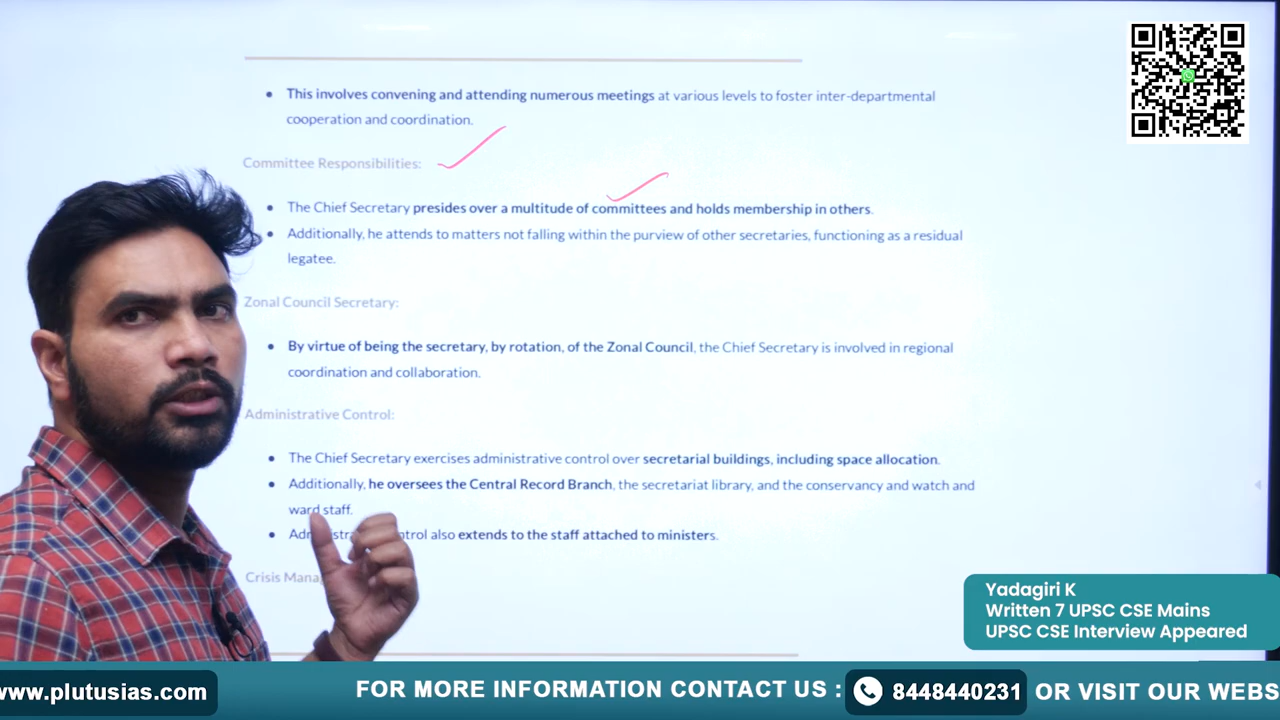 This involves convening and attending numerous meetings at various levels to foster inter-departmental
cooperation and coordination.
Committee Responsibilities:
The Chief Secretary presides over a multitude of committees and holds membership in others.
Additionally, he attends to matters not falling within the purview of other secretaries, functioning as a residual
legatee.
Zonal Council Secretary:
By virtue of being the secretary, by rotation, of the Zonal Council, the Chief Secretary is involved in regional
coordination and collaboration.
Administrative Control:
The Chief Secretary exercises administrative control over secretarial buildings, including space allocation.
Additionally, he oversees the Central Record Branch, the secretariat library, and the conservancy and watch and
ward staff.
also extends to the staff attached to ministers.
Crisis
Yadagiri K
Written 7 UPSC CSE Mains
UPSC CSE Interview Appeared
www.plutusias.com
FOR MORE INFORMATION CONTACT US :
8448440231
OR VISIT OUR WEBS